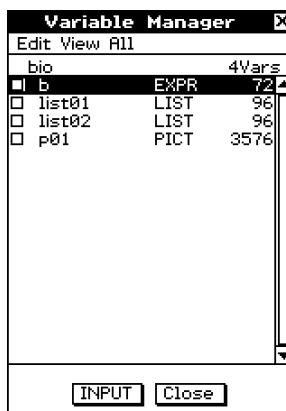 Variable Manager
Edit View All
bio 4Vars
b EXPR 72
list01 LIST 96
list02 LIST 96
p01 PICT 3576
INPUT Close